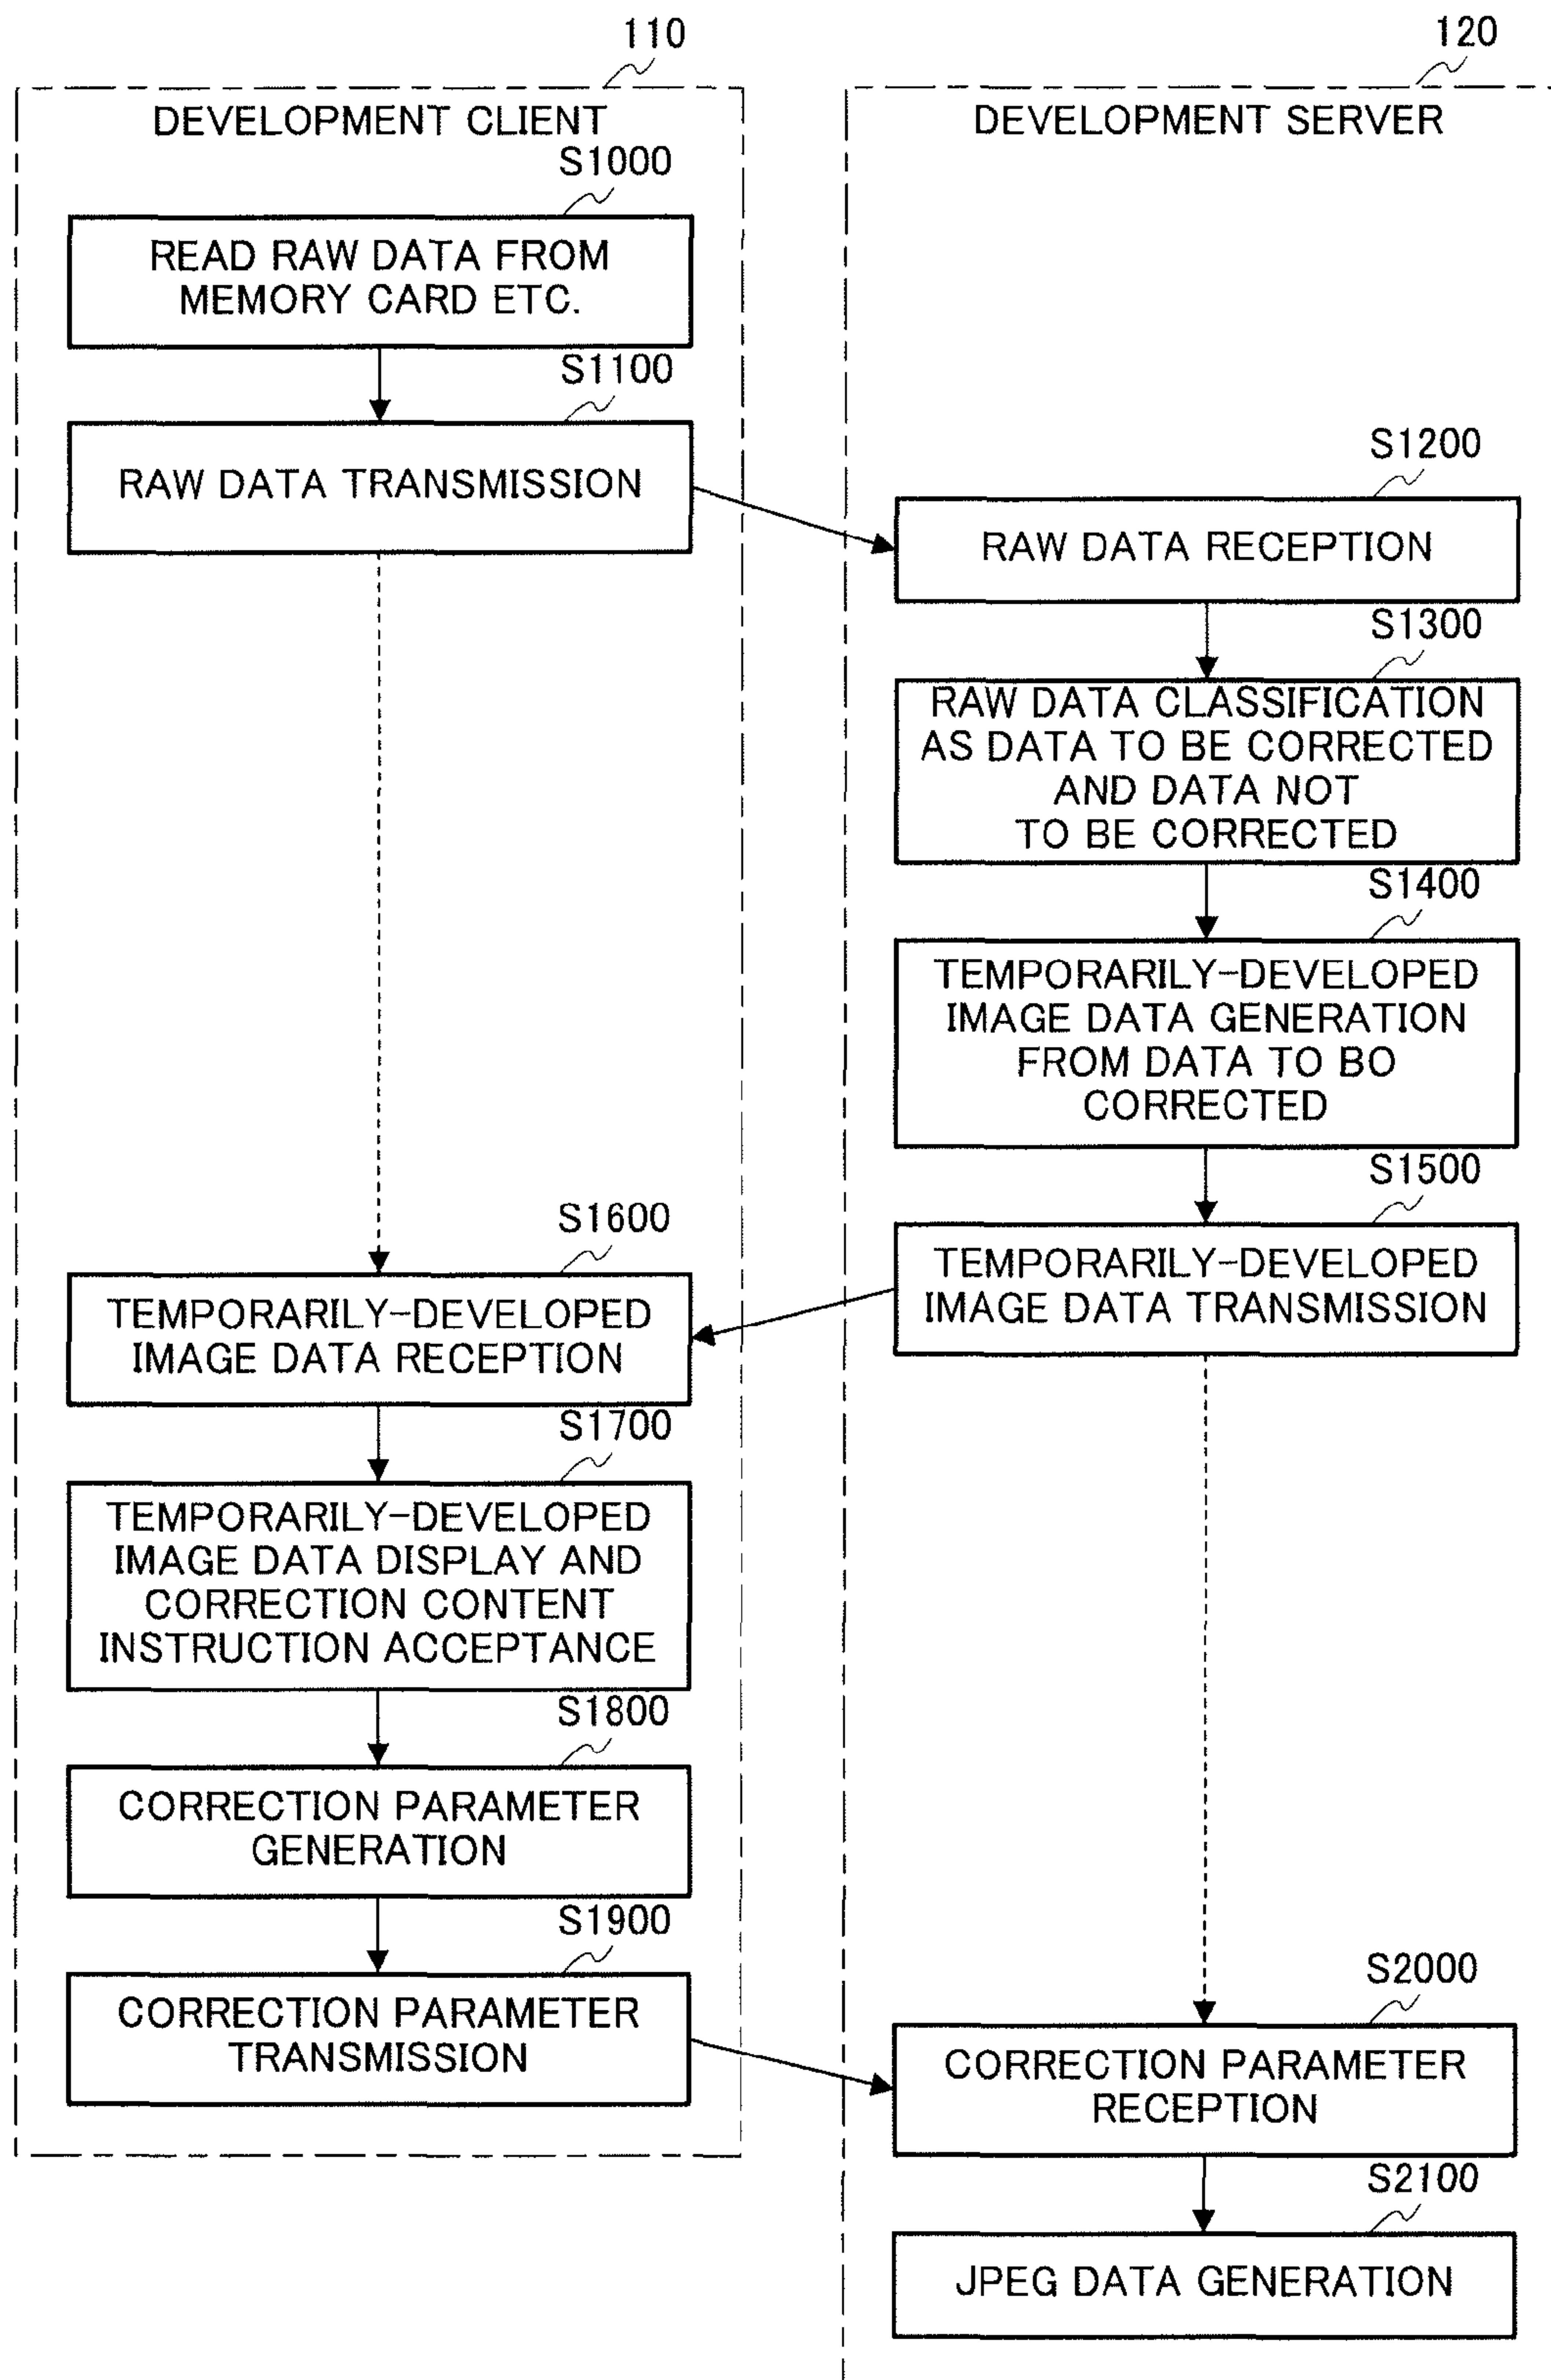 110
DEVELOPMENT CLIENT
S1000
READ RAW DATA FROM
MEMORY CARD ETC.
S1100
RAW DATA TRANSMISSION
120
DEVELOPMENT SERVER
S1200
RAW DATA RECEPTION
S1300
RAW DATA CLASSIFICATION
AS DATA TO BE CORRECTED
AND DATA NOT
TO BE CORRECTED
S1400
TEMPORARILY-DEVELOPED
IMAGE DATA GENERATION
FROM DATA TO BO
CORRECTED
S1500
TEMPORARILY-DEVELOPED
IMAGE DATA TRANSMISSION
S1600
TEMPORARILY-DEVELOPED
IMAGE DATA RECEPTION
S1700
TEMPORARILY-DEVELOPED
IMAGE DATA DISPLAY AND
CORRECTION CONTENT
INSTRUCTION ACCEPTANCE
S1800
CORRECTION PARAMETER
GENERATION
S1900
CORRECTION PARAMETER
TRANSMISSION
S2000
CORRECTION PARAMETER
RECEPTION
S2100
JPEG DATA GENERATION